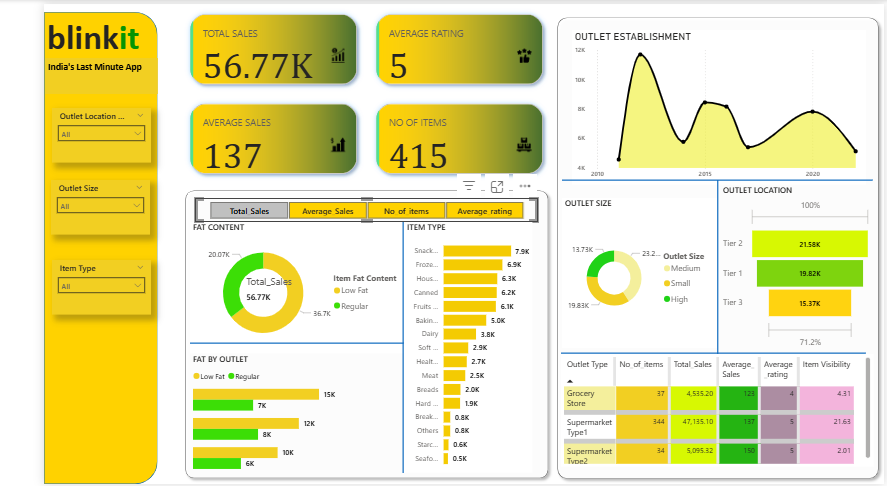 blinkit
India's Last Minute App
Outlet Location ...
All
Outlet Size
All
Item Type
All
TOTAL SALES
56.77K
AVERAGE RATING
5
AVERAGE SALES
137
NO OF ITEMS
415
Total_Sales
Average Sales
No_of_items
Average_rating
FAT CONTENT
20.07K
Total_Sales
56.77K
36.7K
Item Fat Content
Low Fat
Regular
FAT BY OUTLET
Low Fat Regular
15K
7K
12K
8K
10K
6K
ITEM TYPE
Snack... 7.9K
Froze... 6.9K
Hous... 6.3K
Canned 6.2K
Fruits ... 6.1K
Bakin... 5.0K
Dairy 3.8K
Soft ... 2.9K
Healt... 2.7K
Meat 2.5K
Breads 2.0K
Hard ... 1.9K
Break... 0.8K
Others 0.8K
Starc... 0.6K
Seafo... 0.5K
OUTLET ESTABLISHMENT
12K
10K
8K
6K
4K
2010 2015 2020
OUTLET SIZE
13.73K
23.2...
19.83K
Outlet Size
Medium
Small
High
OUTLET LOCATION
100%
Tier 2 21.58K
Tier 1 19.82K
Tier 3 15.37K
71.2%
Outlet Type No_of_items Total_Sales Average_ Sales Average _rating Item Visibility
Grocery Store 37 4,535.20 123 4 4.31
Supermarket Type1 344 47,135.10 137 5 21.63
Supermarket Type2 34 5,095.32 150 5 2.01